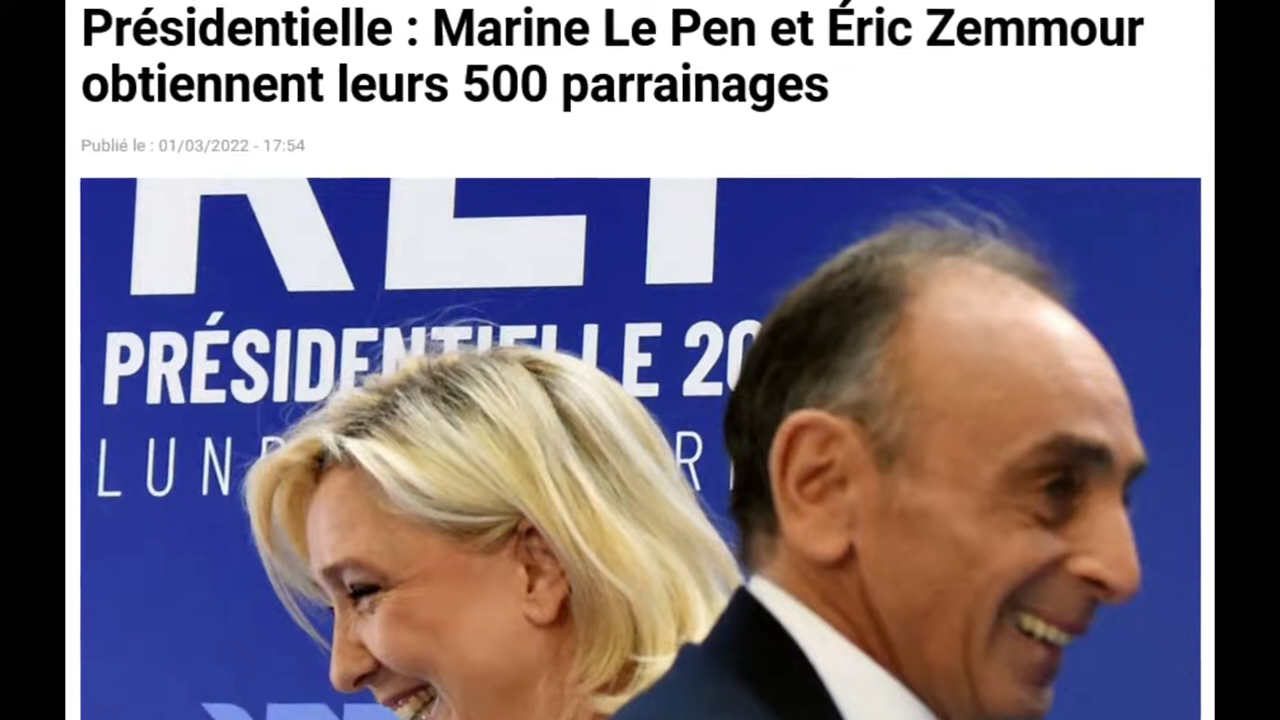 Présidentielle : Marine Le Pen et Éric Zemmour
obtiennent leurs 500 parrainages
Publié le : 01/03/2022 - 17:54
PRÉSIDENTIELLE 20
LUN